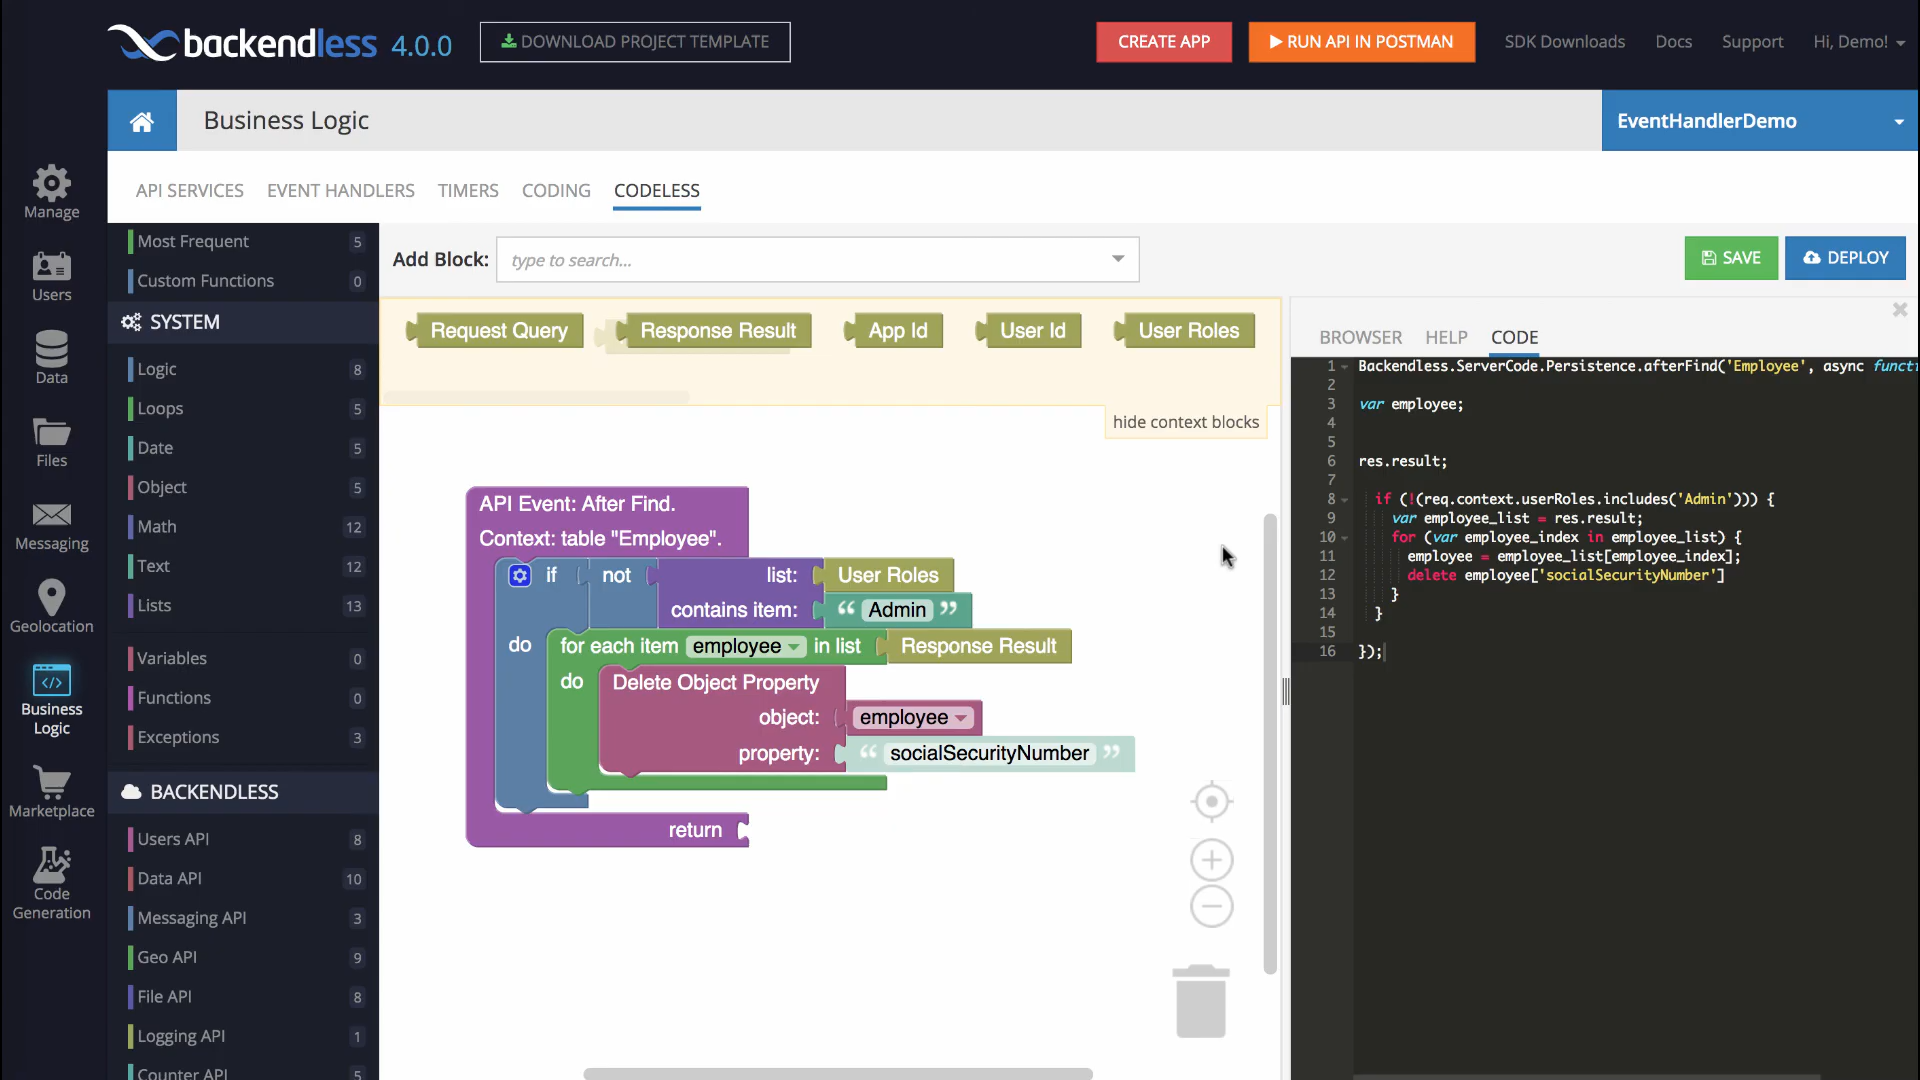 backendless 4.0.0
DOWNLOAD PROJECT TEMPLATE
CREATE APP
RUN API IN POSTMAN
SDK Downloads
Docs
Support
Hi, Demo!
Business Logic
EventHandlerDemo
API SERVICES
EVENT HANDLERS
TIMERS
CODING
CODELESS
Manage
Users
Data
Files
Messaging
Geolocation
Business
Logic
Marketplace
Code
Generation
Most Frequent 5
Custom Functions 0
SYSTEM
Logic 8
Loops 5
Date 5
Object 5
Math 12
Text 12
Lists 13
Variables 0
Functions 0
Exceptions 3
BACKENDLESS
Users API 8
Data API 10
Messaging API 3
Geo API 9
File API 8
Logging API 1
Counter API 5
Add Block: type to search...
SAVE
DEPLOY
Request Query
Response Result
App Id
User Id
User Roles
hide context blocks
API Event: After Find.
Context: table "Employee".
if not list: User Roles
contains item: “ Admin ”
do for each item employee in list Response Result
do Delete Object Property
object: employee
property: “ socialSecurityNumber ”
return
BROWSER
HELP
CODE
1 Backendless.ServerCode.Persistence.afterFind('Employee', async functi
2
3 var employee;
4
5
6 res.result;
7
8 if (!(req.context.userRoles.includes('Admin'))) {
9 var employee_list = res.result;
10 for (var employee_index in employee_list) {
11 employee = employee_list[employee_index];
12 delete employee['socialSecurityNumber']
13 }
14 }
15
16 });